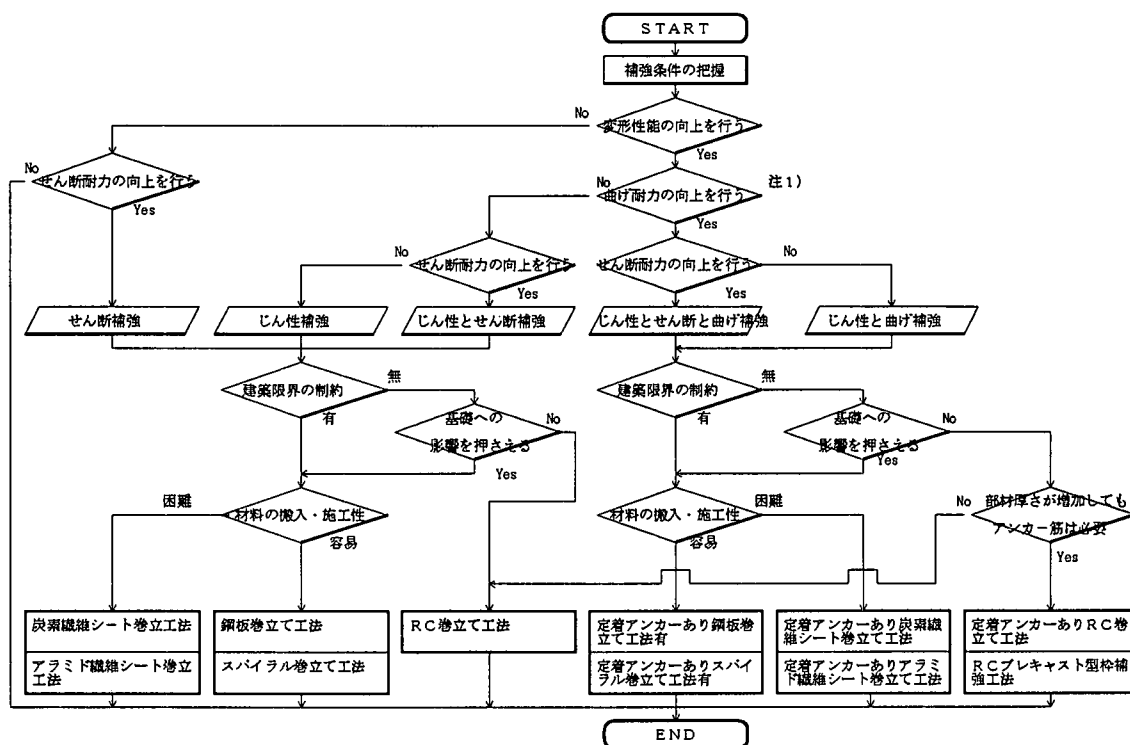 START
補強条件の把握
No
変形性能の向上を行う
Yes
No
せん断耐力の向上を行う
Yes
No
曲げ耐力の向上を行う
注1)
Yes
No
せん断耐力の向上を行う
Yes
せん断耐力の向上を行う
No
Yes
せん断補強
じん性補強
じん性とせん断補強
じん性とせん断と曲げ補強
じん性と曲げ補強
建築限界の制約
無
有
基礎への
影響を押さえる
No
Yes
建築限界の制約
無
有
基礎への
影響を押さえる
No
Yes
困難
材料の搬入・施工性
容易
材料の搬入・施工性
困難
容易
No
部材厚さが増加しても
アンカー筋は必要
Yes
炭素繊維シート巻立工法
アラミド繊維シート巻立
工法
鋼板巻立て工法
スパイラル巻立て工法
RC巻立て工法
定着アンカーあり鋼板巻
立て工法有
定着アンカーありスパイ
ラル巻立て工法有
定着アンカーあり炭素繊
維シート巻立て工法
定着アンカーありアラミ
ド繊維シート巻立て工法
定着アンカーありRC巻
立て工法
RCプレキャスト型枠補
強工法
END